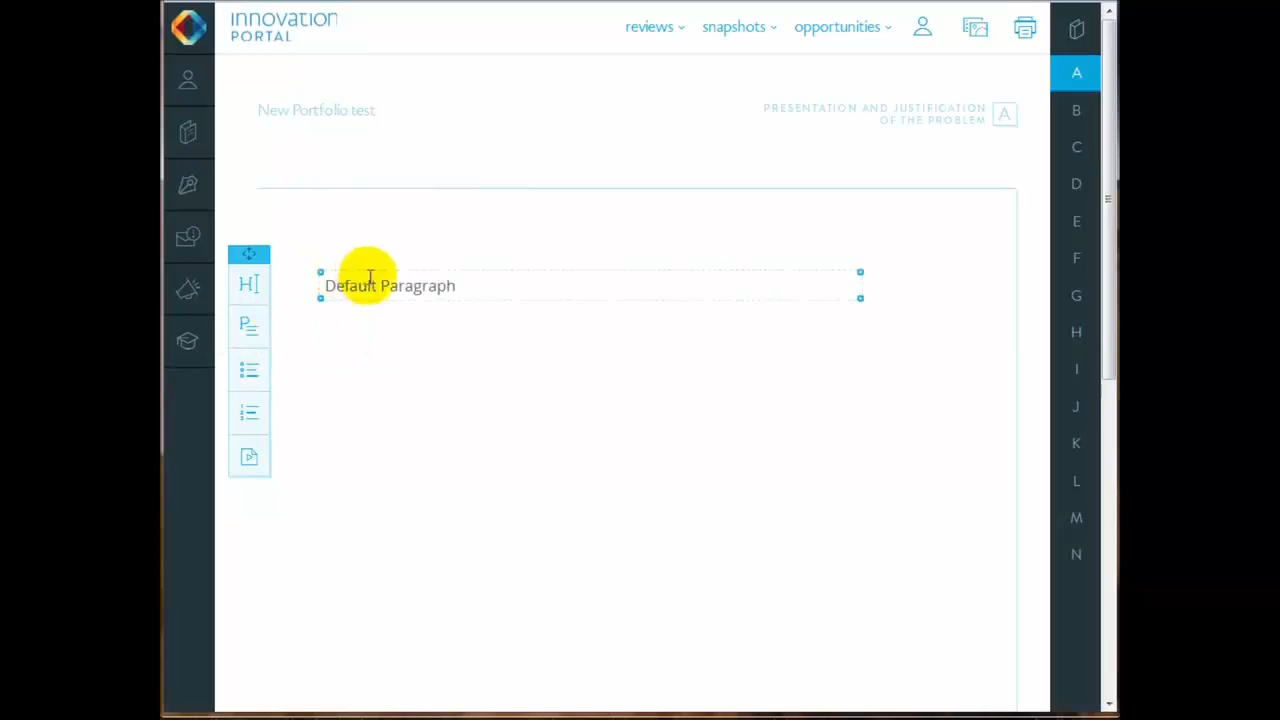 innovation
PORTAL
reviews
snapshots
opportunities
New Portfolio test
PRESENTATION AND JUSTIFICATION
OF THE PROBLEM
A
H
P
Default Paragraph
A
B
C
D
E
F
G
H
I
J
K
L
M
N